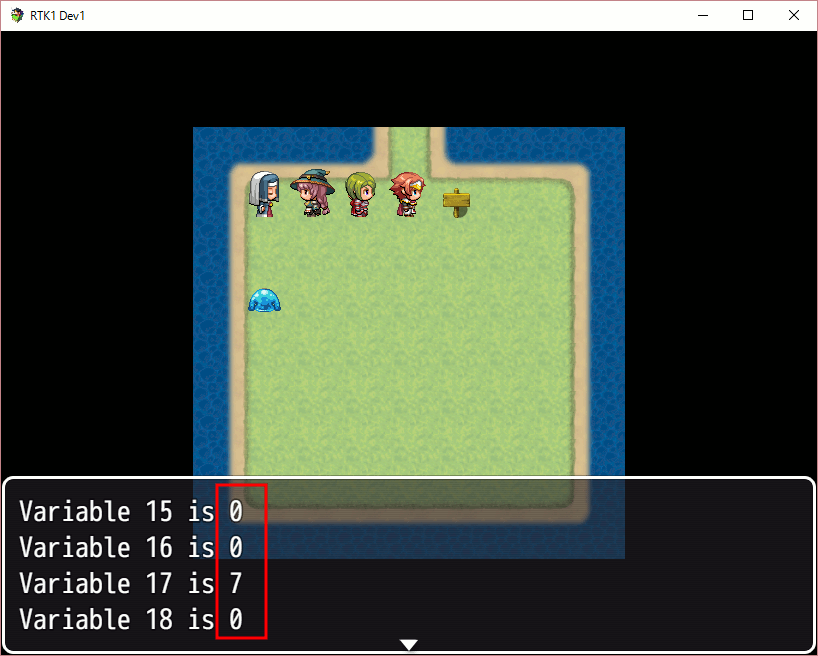 RTK1 Dev1
Variable 15 is 0
Variable 16 is 0
Variable 17 is 7
Variable 18 is 0